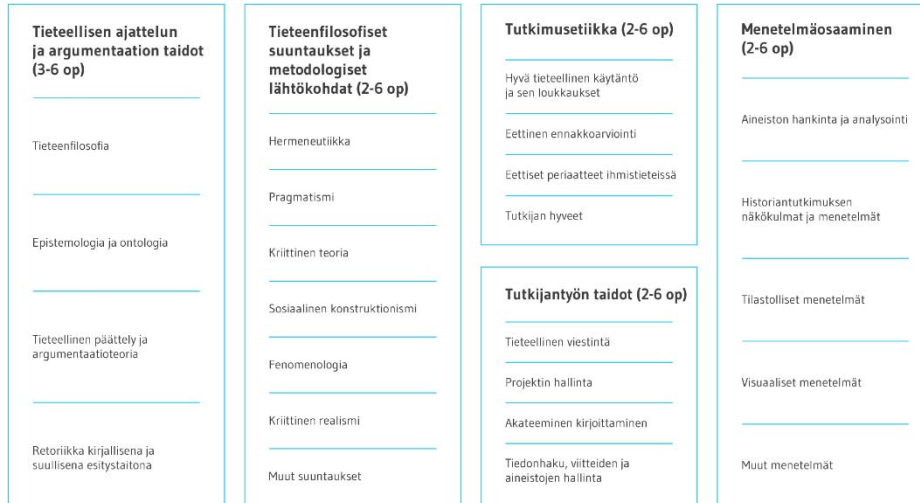 Tieteellisen ajattelun
ja argumentaation taidot
(3-6 op)
Tieteenfilosofia
Epistemologia ja ontologia
Tieteellinen päättely ja
argumentaatioteoria
Retoriikka kirjallisena ja
suullisena esitystaitona
Tieteenfilosofiset
suuntaukset ja
metodologiset
lähtökohdat (2-6 op)
Hermeneutiikka
Pragmatismi
Kriittinen teoria
Sosiaalinen konstruktionismi
Fenomenologia
Kriittinen realismi
Muut suuntaukset
Tutkimusetiikka (2-6 op)
Hyvä tieteellinen käytäntö
ja sen loukkaukset
Eettinen ennakkoarviointi
Eettiset periaatteet ihmistieteissä
Tutkijan hyveet
Tutkijantyön taidot (2-6 op)
Tieteellinen viestintä
Projektin hallinta
Akateeminen kirjoittaminen
Tiedonhaku, viitteiden ja
aineistojen hallinta
Menetelmäosaaminen
(2-6 op)
Aineiston hankinta ja analysointi
Historiantutkimuksen
näkökulmat ja menetelmät
Tilastolliset menetelmät
Visuaaliset menetelmät
Muut menetelmät